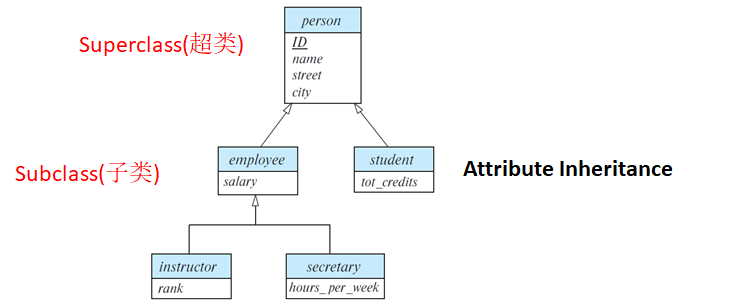 person
Superclass(超类)
ID
name
street
city
Subclass(子类)
employee
salary
student
tot_credits
Attribute Inheritance
instructor
rank
secretary
hours_per_week